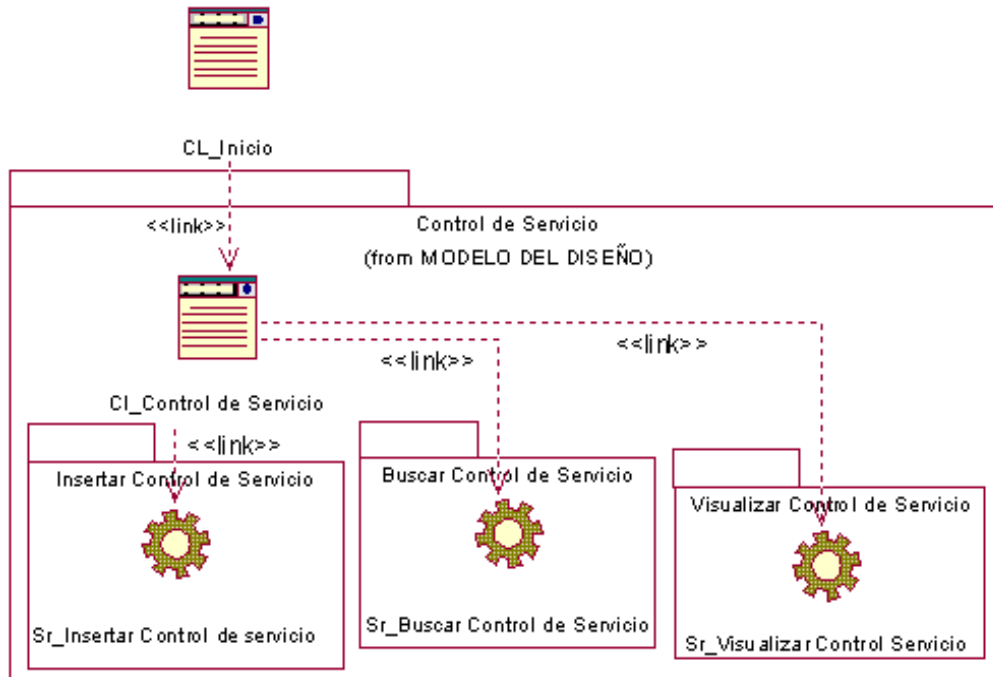 CL_Inicio
<<link>>
Control de Servicio
(from MODELO DEL DISEÑO)
<<link>>
<<link>>
Cl_Control de Servicio
<<link>>
Insertar Control de Servicio
Buscar Control de Servicio
Visualizar Control de Servicio
Sr_Insertar Control de servicio
Sr_Buscar Control de Servicio
Sr_Visualizar Control Servicio